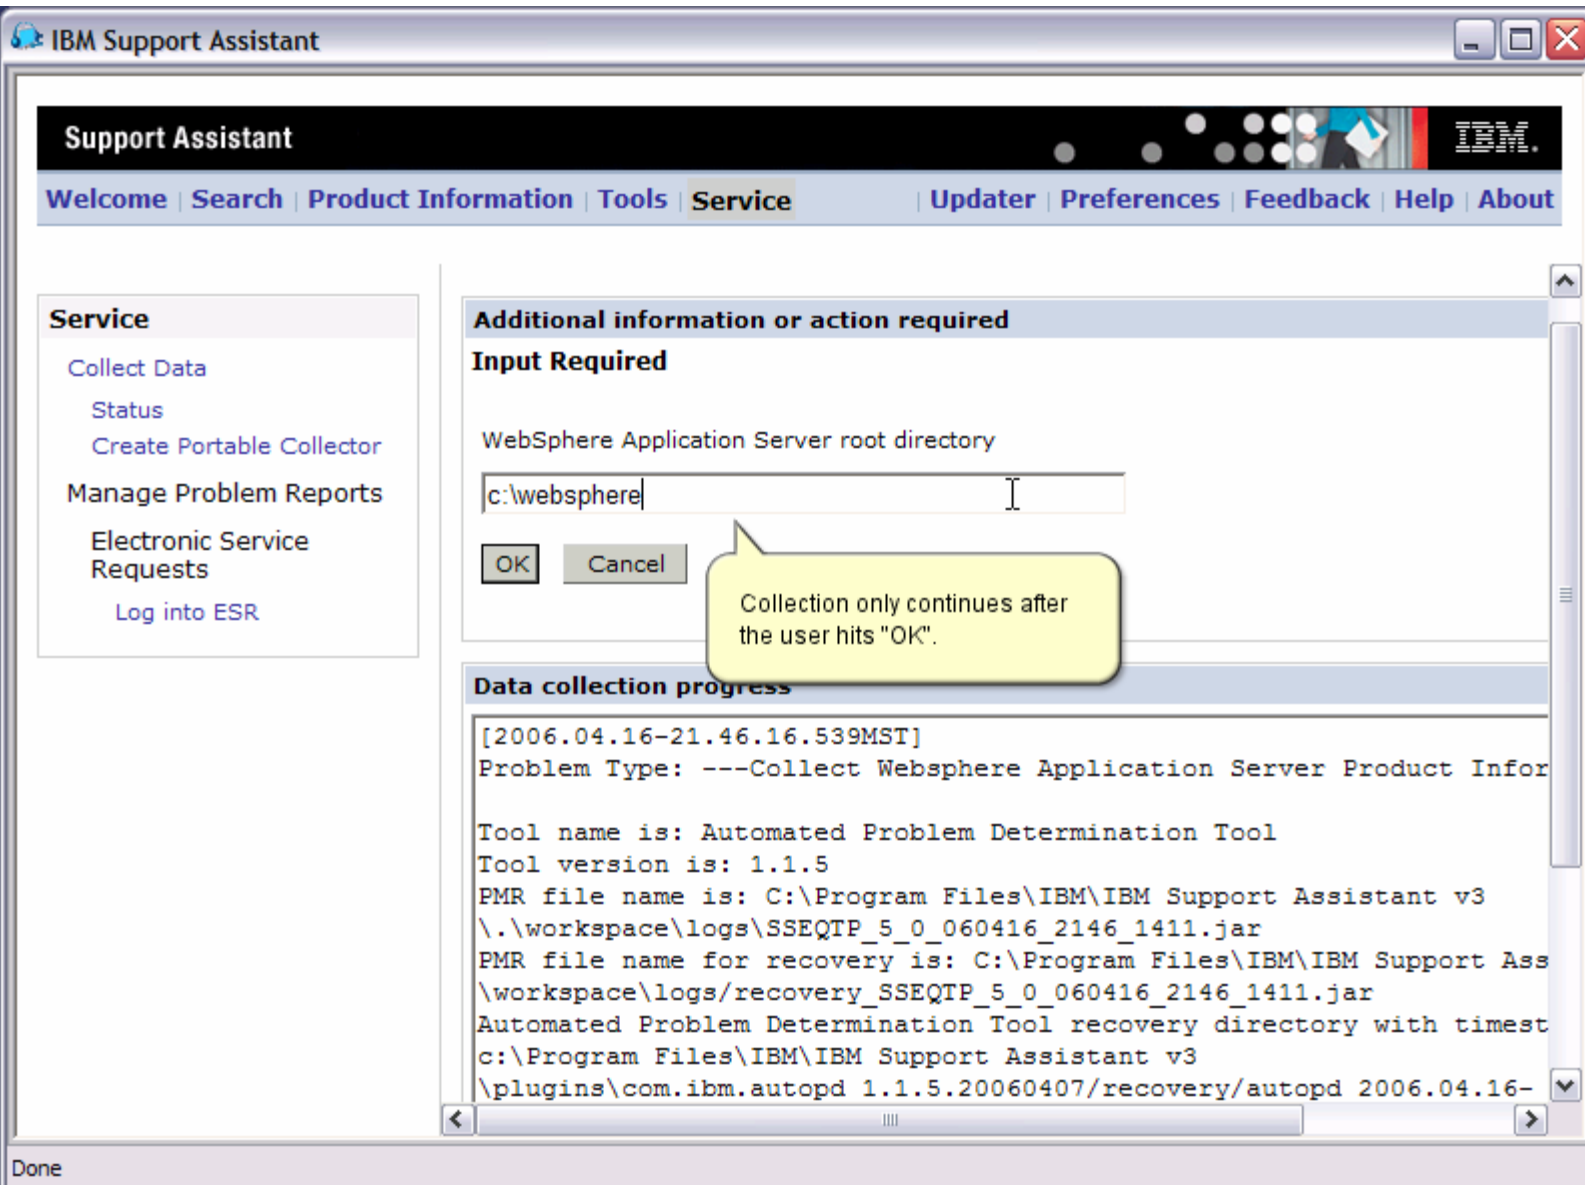 IBM Support Assistant
Support Assistant
IBM.
Welcome | Search | Product Information | Tools | Service | Updater | Preferences | Feedback | Help | About
Service
Collect Data
Status
Create Portable Collector
Manage Problem Reports
Electronic Service
Requests
Log into ESR
Additional information or action required
Input Required
WebSphere Application Server root directory
c:\websphere
OK Cancel
Collection only continues after
the user hits "OK".
Data collection progress
[2006.04.16-21.46.16.539MST]
Problem Type: ---Collect Websphere Application Server Product Infor
Tool name is: Automated Problem Determination Tool
Tool version is: 1.1.5
PMR file name is: C:\Program Files\IBM\IBM Support Assistant v3
\.\workspace\logs\SSEQTP_5_0_060416_2146_1411.jar
PMR file name for recovery is: C:\Program Files\IBM\IBM Support Ass
\workspace\logs/recovery_SSEQTP_5_0_060416_2146_1411.jar
Automated Problem Determination Tool recovery directory with timest
c:\Program Files\IBM\IBM Support Assistant v3
\plugins\com.ibm.autopd_1.1.5.20060407/recovery/autopd_2006.04.16-
Done